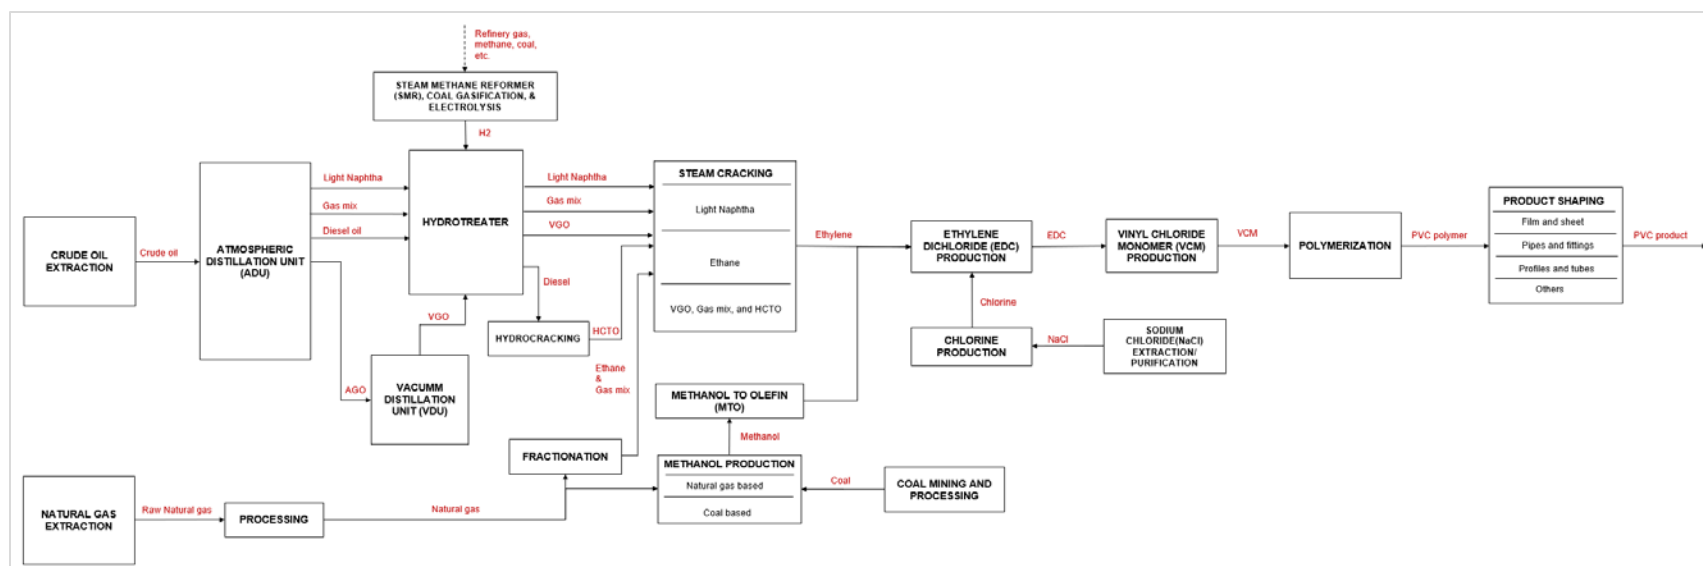 Refinery gas,
methane, coal,
etc.
STEAM METHANE REFORMER
(SMR), COAL GASIFICATION, &
ELECTROLYSIS
H2
CRUDE OIL
EXTRACTION
Crude oil
ATMOSPHERIC
DISTILLATION UNIT
(ADU)
Light Naphtha
Gas mix
Diesel oil
HYDROTREATER
Light Naphtha
Gas mix
VGO
Diesel
AGO
VACUMM
DISTILLATION
UNIT (VDU)
VGO
HYDROCRACKING
HCTO
STEAM CRACKING
Light Naphtha
Ethane
VGO, Gas mix, and HCTO
Ethylene
ETHYLENE
DICHLORIDE (EDC)
PRODUCTION
EDC
VINYL CHLORIDE
MONOMER (VCM)
PRODUCTION
VCM
POLYMERIZATION
PVC polymer
PRODUCT SHAPING
Film and sheet
Pipes and fittings
Profiles and tubes
Others
PVC product
Chlorine
CHLORINE
PRODUCTION
NaCl
SODIUM
CHLORIDE(NaCl)
EXTRACTION/
PURIFICATION
Ethane
&
Gas mix
METHANOL TO OLEFIN
(MTO)
Methanol
METHANOL PRODUCTION
Natural gas based
Coal based
Coal
COAL MINING AND
PROCESSING
FRACTIONATION
NATURAL GAS
EXTRACTION
Raw Natural gas
PROCESSING
Natural gas